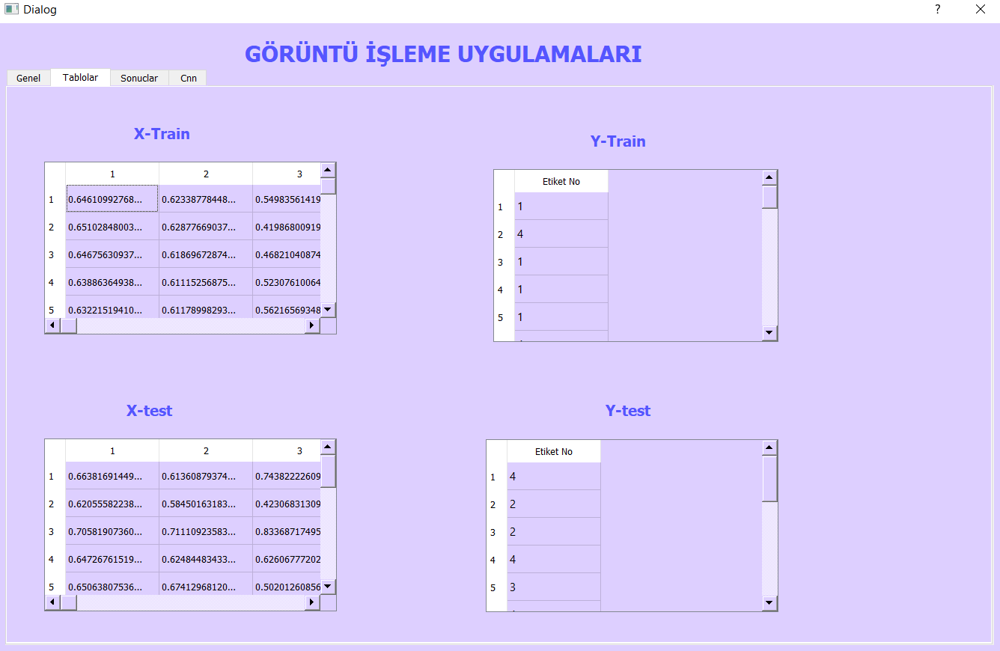 Dialog ?
GÖRÜNTÜ İŞLEME UYGULAMALARI
Genel Tablolar Sonuclar Cnn
X-Train
1 2 3
1 0.64610992768... 0.62338778448... 0.54983561419
2 0.65102848003... 0.62877669037... 0.41986800919
3 0.64675630937... 0.61869672874... 0.46821040874
4 0.63886364938... 0.61115256875... 0.52307610064
5 0.63221519410... 0.61178998293... 0.56216569348
Y-Train
Etiket No
1 1
2 4
3 1
4 1
5 1
X-test
1 2 3
1 0.66381691449... 0.61360879374... 0.74382222609
2 0.62055582238... 0.58450163183... 0.42306831309
3 0.70581907360... 0.71110923583... 0.83368717495
4 0.64726761519... 0.62484483433... 0.62606777202
5 0.65063807536... 0.67412968120... 0.50201260856
Y-test
Etiket No
1 4
2 2
3 2
4 4
5 3